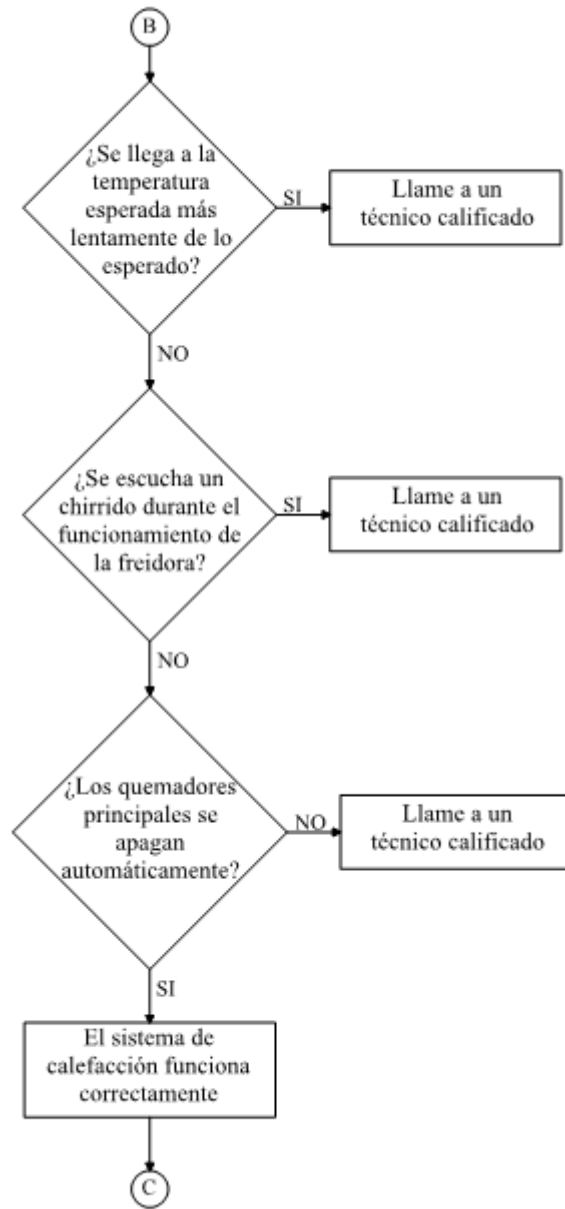 B
¿Se llega a la
temperatura
esperada más
lentamente de lo
esperado?
SI
Llame a un
técnico calificado
NO
¿Se escucha un
chirrido durante el
funcionamiento de
la freidora?
SI
Llame a un
técnico calificado
NO
¿Los quemadores
principales se
apagan
automáticamente?
NO
Llame a un
técnico calificado
SI
El sistema de
calefacción funciona
correctamente
C